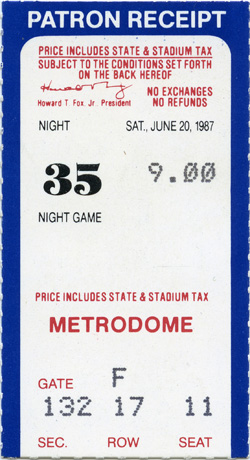 PATRON RECEIPT
PRICE INCLUDES STATE & STADIUM TAX
SUBJECT TO THE CONDITIONS SET FORTH
ON THE BACK HEREOF
Howard T. Fox, Jr. President
NO EXCHANGES
NO REFUNDS
NIGHT SAT., JUNE 20, 1987
35 9.00
NIGHT GAME
PRICE INCLUDES STATE & STADIUM TAX
METRODOME
GATE F
132 17 11
SEC. ROW SEAT